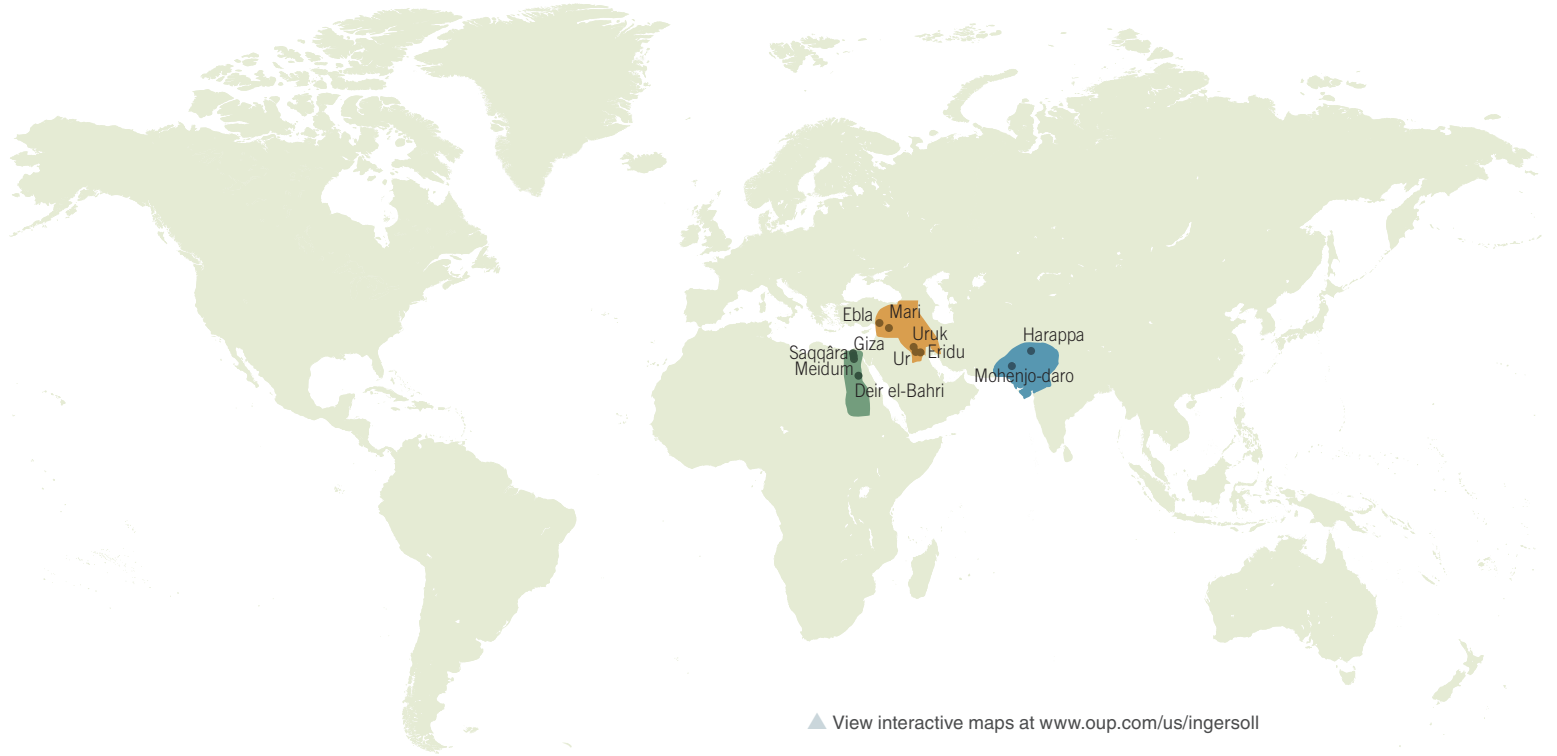 Ebla
Mari
Uruk
Harappa
Giza
Saqqâra
Eridu
Ur
Meidum
Mohenjo-daro
Deir el-Bahri
View interactive maps at www.oup.com/us/ingersoll